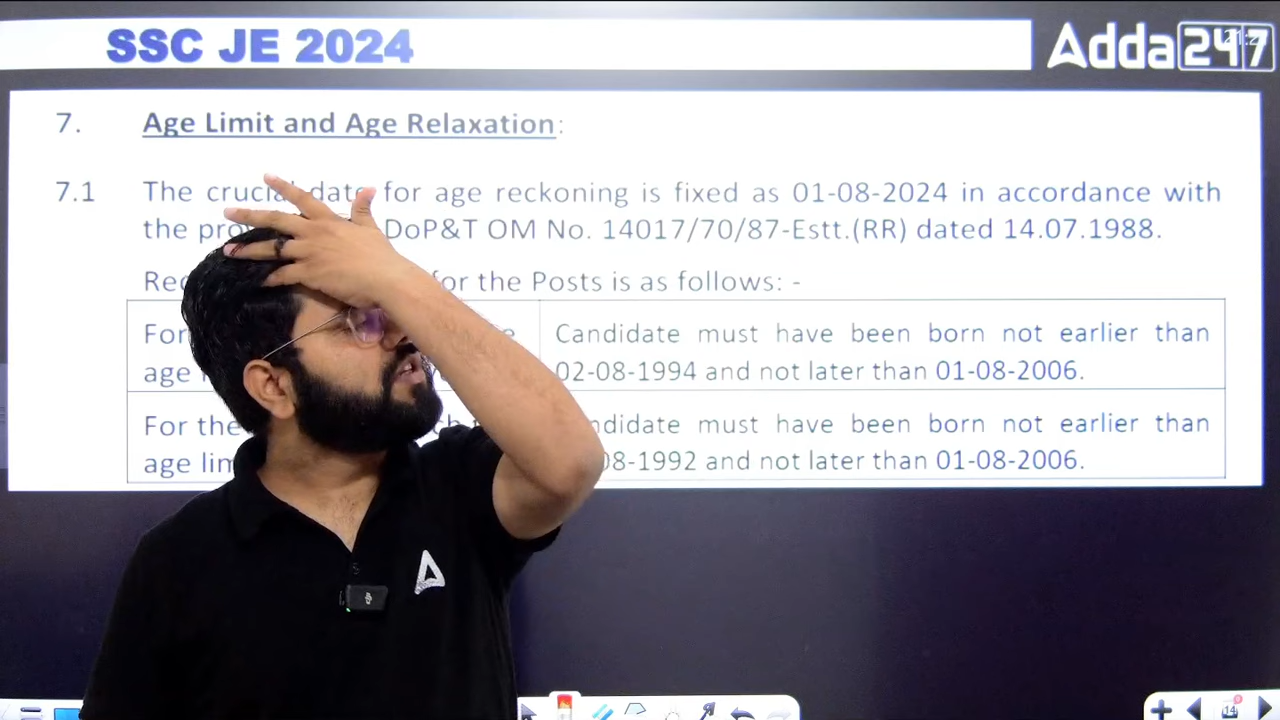 SSC JE 2024
Adda247
7. Age Limit and Age Relaxation:
7.1 The crucial date for age reckoning is fixed as 01-08-2024 in accordance with
the DoP&T OM No. 14017/70/87-Estt.(RR) dated 14.07.1988.
for the Posts is as follows: -
For
age
Candidate must have been born not earlier than
02-08-1994 and not later than 01-08-2006.
For the
age
must have been born not earlier than
08-1992 and not later than 01-08-2006.
14